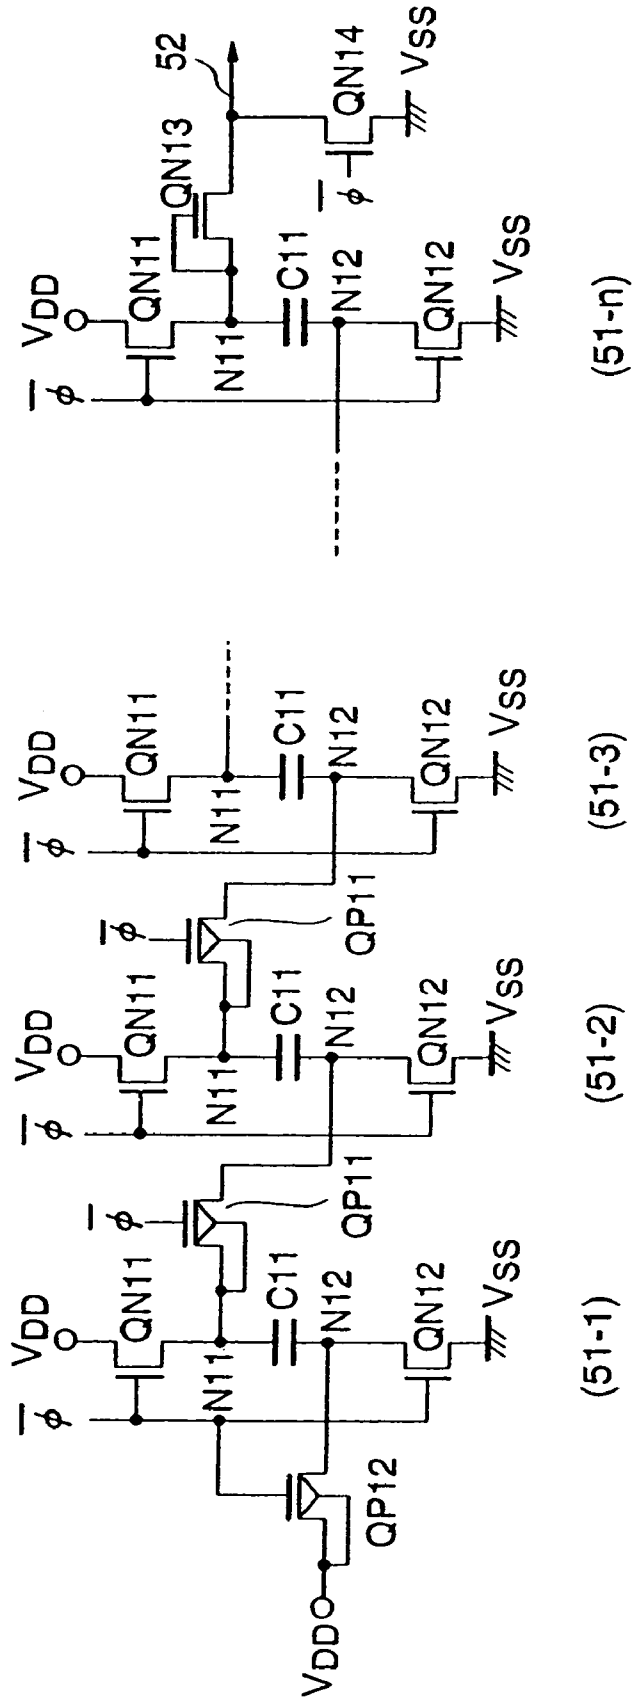 VDD
φ̅
QN11
N11
C11
N12
QN12
VSS
VDD
QP12
(51-1)
φ̅
QP11
VDD
φ̅
QN11
N11
C11
N12
QN12
VSS
(51-2)
φ̅
QP11
VDD
φ̅
QN11
N11
C11
N12
QN12
VSS
(51-3)
VDD
φ̅
QN11
N11
C11
N12
QN12
VSS
(51-n)
QN13
52
φ̅
QN14
VSS